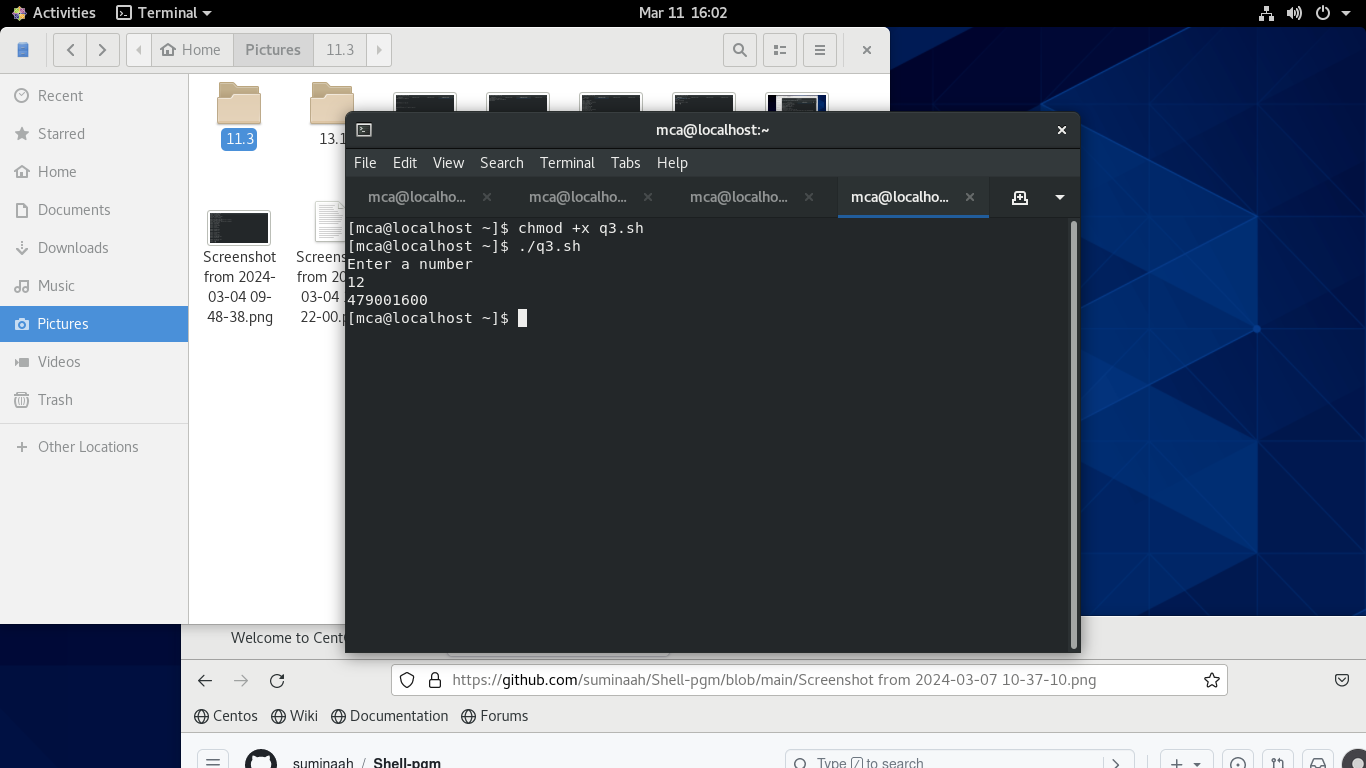 Activities
Terminal
Mar 11 16:02
Home
Pictures
11.3
Recent
Starred
Home
Documents
Downloads
Music
Pictures
Videos
Trash
Other Locations
11.3
13.1
Screenshot
from 2024-
03-04 09-
48-38.png
Screens
from 20
03-04
22-00.
mca@localhost:~
File Edit View Search Terminal Tabs Help
mca@localho... mca@localho... mca@localho... mca@localho...
[mca@localhost ~]$ chmod +x q3.sh
[mca@localhost ~]$ ./q3.sh
Enter a number
12
479001600
[mca@localhost ~]$
Welcome to Cent
https://github.com/suminaah/Shell-pgm/blob/main/Screenshot from 2024-03-07 10-37-10.png
Centos Wiki Documentation Forums
suminaah / Shell-pgm
Type / to search